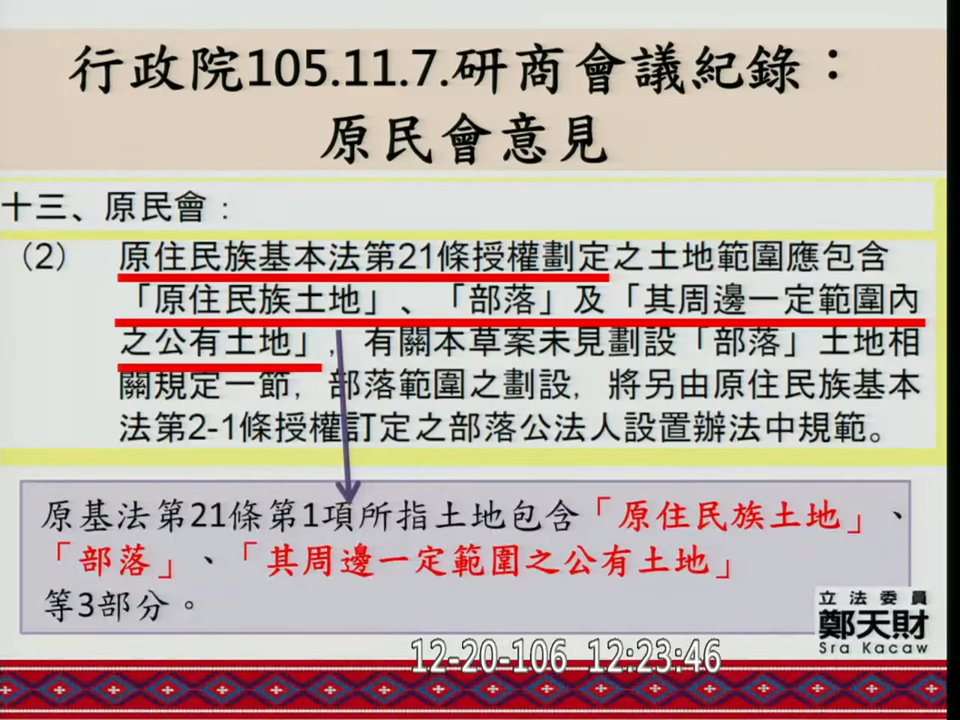 行政院105.11.7.研商會議紀錄：
原民會意見
十三、原民會：
(2) 原住民族基本法第21條授權劃定之土地範圍應包含
「原住民族土地」、「部落」及「其周邊一定範圍內
之公有土地」，有關本草案未見劃設「部落」土地相
關規定一節，部落範圍之劃設，將另由原住民族基本
法第2-1條授權訂定之部落公法人設置辦法中規範。
原基法第21條第1項所指土地包含「原住民族土地」、
「部落」、「其周邊一定範圍之公有土地」
等3部分。
立法委員
鄭天財
Sra Kacaw
12-20-106 12:23:46